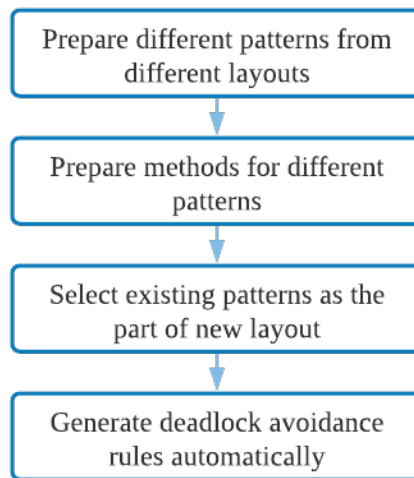 Prepare different patterns from
different layouts
Prepare methods for different
patterns
Select existing patterns as the
part of new layout
Generate deadlock avoidance
rules automatically